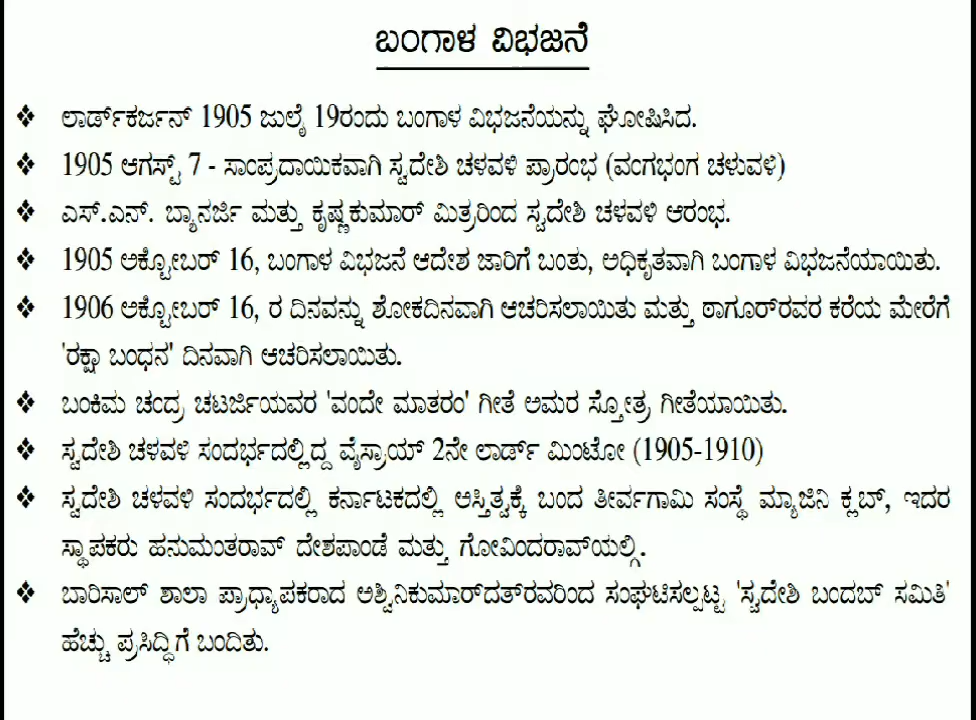 ಬಂಗಾಳ ವಿಭಜನೆ
❖ ಲಾರ್ಡ್‌ಕರ್ಜನ್ 1905 ಜುಲೈ 19ರಂದು ಬಂಗಾಳ ವಿಭಜನೆಯನ್ನು ಘೋಷಿಸಿದ.
❖ 1905 ಆಗಸ್ಟ್ 7 - ಸಾಂಪ್ರದಾಯಿಕವಾಗಿ ಸ್ವದೇಶಿ ಚಳವಳಿ ಪ್ರಾರಂಭ (ವಂಗಭಂಗ ಚಳುವಳಿ)
❖ ಎಸ್.ಎನ್. ಬ್ಯಾನರ್ಜಿ ಮತ್ತು ಕೃಷ್ಣಕುಮಾರ್ ಮಿತ್ರರಿಂದ ಸ್ವದೇಶಿ ಚಳವಳಿ ಆರಂಭ.
❖ 1905 ಅಕ್ಟೋಬರ್ 16, ಬಂಗಾಳ ವಿಭಜನೆ ಆದೇಶ ಜಾರಿಗೆ ಬಂತು, ಅಧಿಕೃತವಾಗಿ ಬಂಗಾಳ ವಿಭಜನೆಯಾಯಿತು.
❖ 1906 ಅಕ್ಟೋಬರ್ 16, ರ ದಿನವನ್ನು ಶೋಕದಿನವಾಗಿ ಆಚರಿಸಲಾಯಿತು ಮತ್ತು ಠಾಗೂರ್‌ರವರ ಕರೆಯ ಮೇರೆಗೆ
'ರಕ್ಷಾ ಬಂಧನ' ದಿನವಾಗಿ ಆಚರಿಸಲಾಯಿತು.
❖ ಬಂಕಿಮ ಚಂದ್ರ ಚಟರ್ಜಿಯವರ 'ವಂದೇ ಮಾತರಂ' ಗೀತೆ ಅಮರ ಸ್ತೋತ್ರ ಗೀತೆಯಾಯಿತು.
❖ ಸ್ವದೇಶಿ ಚಳವಳಿ ಸಂದರ್ಭದಲ್ಲಿದ್ದ ವೈಸ್ರಾಯ್ 2ನೇ ಲಾರ್ಡ್ ಮಿಂಟೋ (1905-1910)
❖ ಸ್ವದೇಶಿ ಚಳವಳಿ ಸಂದರ್ಭದಲ್ಲಿ ಕರ್ನಾಟಕದಲ್ಲಿ ಅಸ್ತಿತ್ವಕ್ಕೆ ಬಂದ ತೀರ್ವಗಾಮಿ ಸಂಸ್ಥೆ ಮ್ಯಾಜಿನಿ ಕ್ಲಬ್, ಇದರ
ಸ್ಥಾಪಕರು ಹನುಮಂತರಾವ್ ದೇಶಪಾಂಡೆ ಮತ್ತು ಗೋವಿಂದರಾವ್‌ಯಲ್ಗಿ.
❖ ಬಾರಿಸಾಲ್ ಶಾಲಾ ಪ್ರಾಧ್ಯಾಪಕರಾದ ಅಶ್ವಿನಿಕುಮಾರ್‌ದತ್‌ರವರಿಂದ ಸಂಘಟಿಸಲ್ಪಟ್ಟ 'ಸ್ವದೇಶಿ ಬಂದಬ್ ಸಮಿತಿ'
ಹೆಚ್ಚು ಪ್ರಸಿದ್ಧಿಗೆ ಬಂದಿತು.